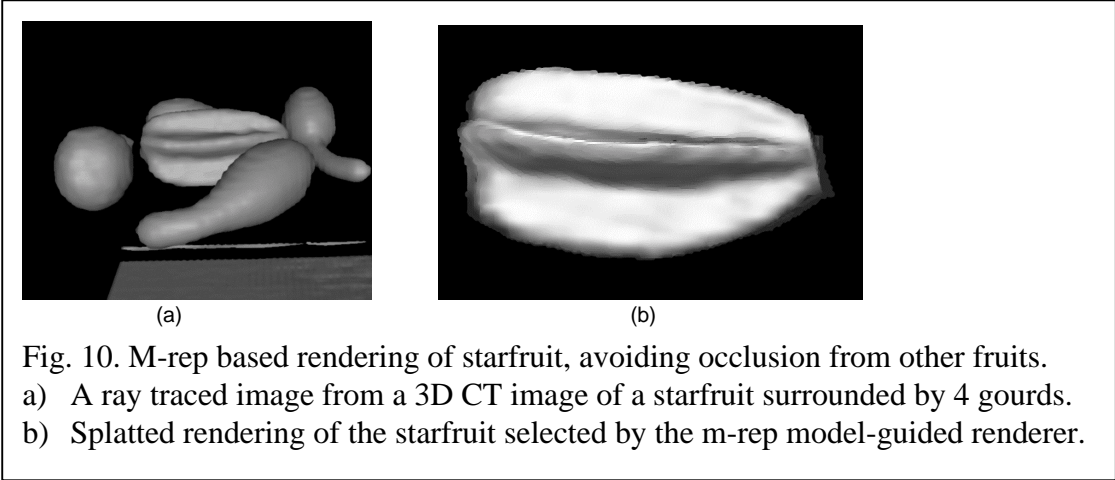 (a)
(b)
Fig. 10. M-rep based rendering of starfruit, avoiding occlusion from other fruits.
a) A ray traced image from a 3D CT image of a starfruit surrounded by 4 gourds.
b) Splatted rendering of the starfruit selected by the m-rep model-guided renderer.